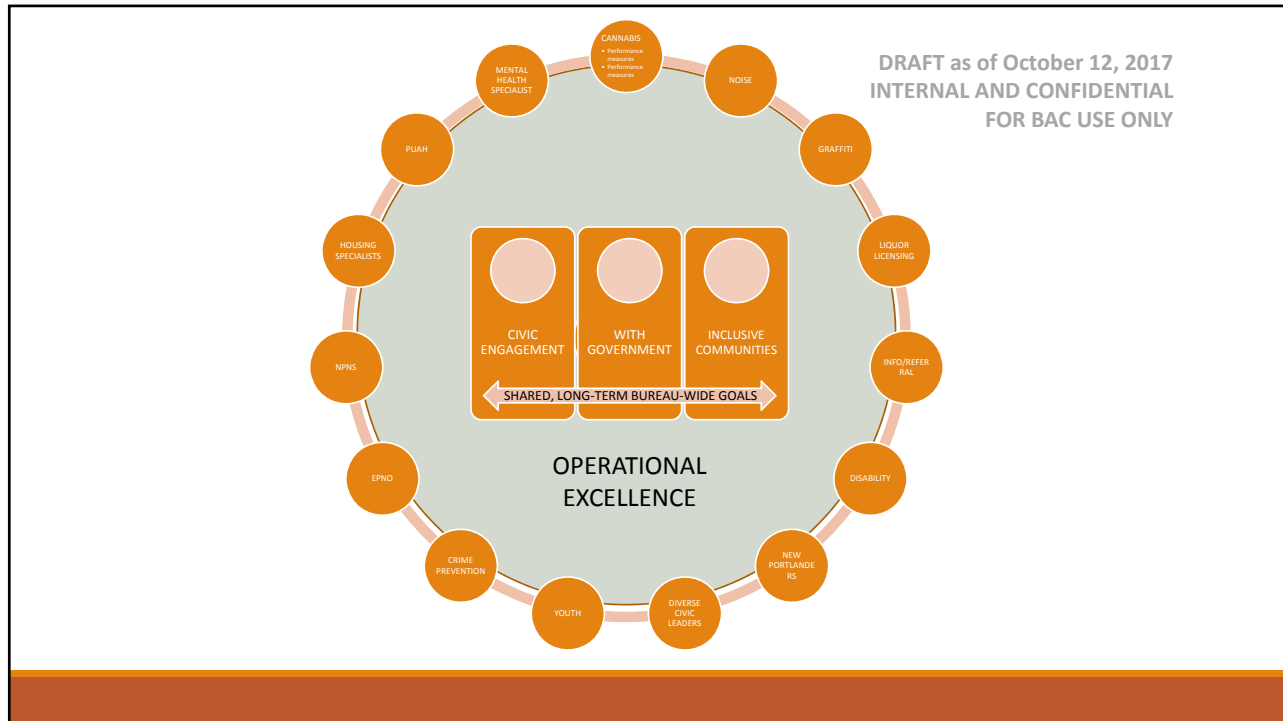 DRAFT as of October 12, 2017
INTERNAL AND CONFIDENTIAL
FOR BAC USE ONLY
CANNABIS
• Performance
measures
• Performance
measures
NOISE
GRAFFITI
LIQUOR
LICENSING
INFO/REFER
RAL
DISABILITY
NEW
PORTLANDE
RS
DIVERSE
CIVIC
LEADERS
YOUTH
CRIME
PREVENTION
EPNO
NPNS
HOUSING
SPECIALISTS
PUAH
MENTAL
HEALTH
SPECIALIST
CIVIC
ENGAGEMENT
WITH
GOVERNMENT
INCLUSIVE
COMMUNITIES
SHARED, LONG-TERM BUREAU-WIDE GOALS
OPERATIONAL
EXCELLENCE